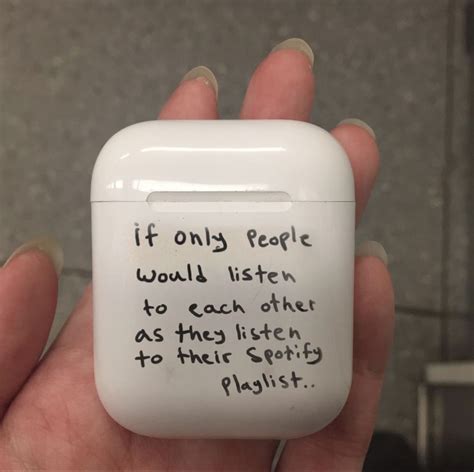 if only people
would listen
to each other
as they listen
to their Spotify
playlist..